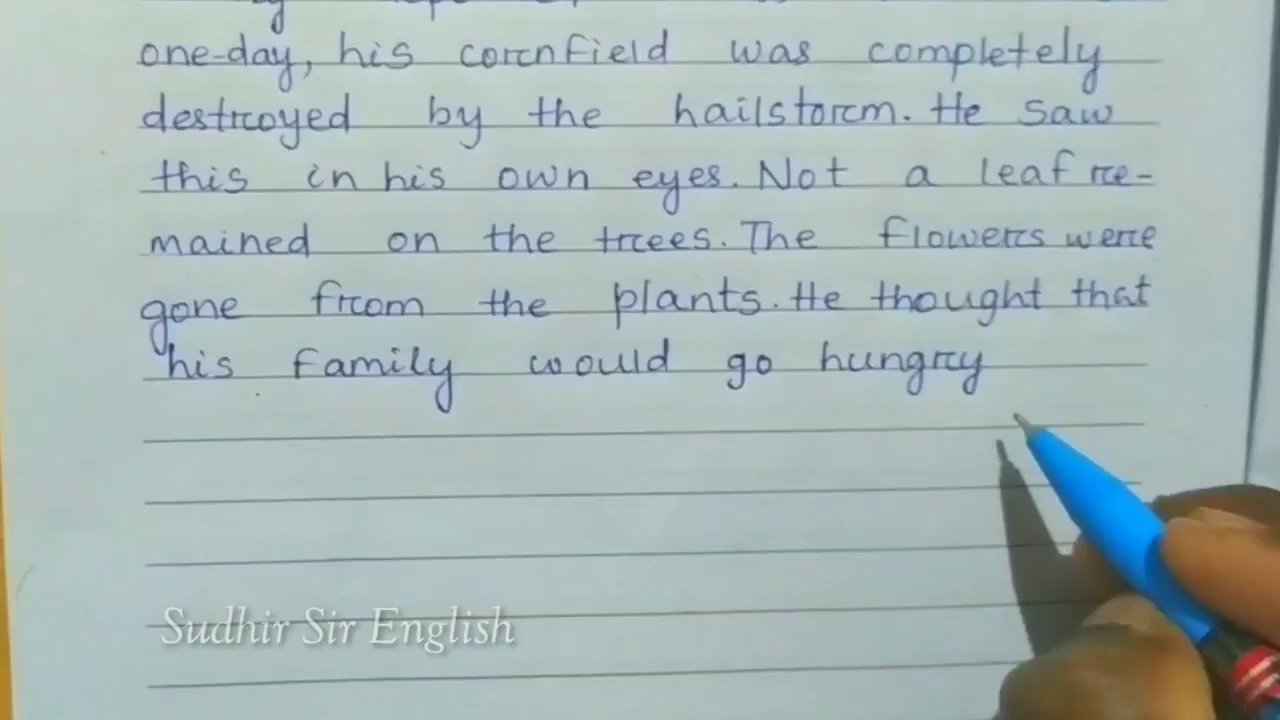 one-day, his cornfield was completely
destroyed by the hailstorm. He saw
this in his own eyes. Not a leaf re-
mained on the trees. The flowers were
gone from the plants. He thought that
his family would go hungry
Sudhir Sir English